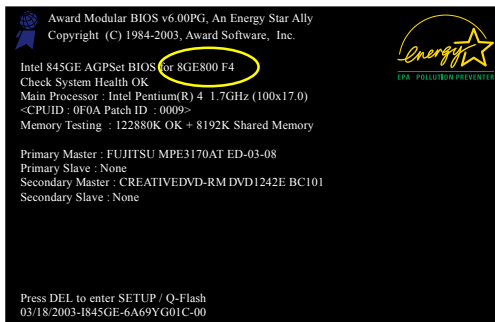 Award Modular BIOS v6.00PG, An Energy Star Ally
Copyright (C) 1984-2003, Award Software, Inc.
energy
EPA POLLUTION PREVENTER
Intel 845GE AGPSet BIOS for 8GE800 F4
Check System Health OK
Main Processor : Intel Pentium(R) 4 1.7GHz (100x17.0)
<CPUID : 0F0A Patch ID : 0009>
Memory Testing : 122880K OK + 8192K Shared Memory
Primary Master : FUJITSU MPE3170AT ED-03-08
Primary Slave : None
Secondary Master : CREATIVEDVD-RM DVD1242E BC101
Secondary Slave : None
Press DEL to enter SETUP / Q-Flash
03/18/2003-I845GE-6A69YG01C-00